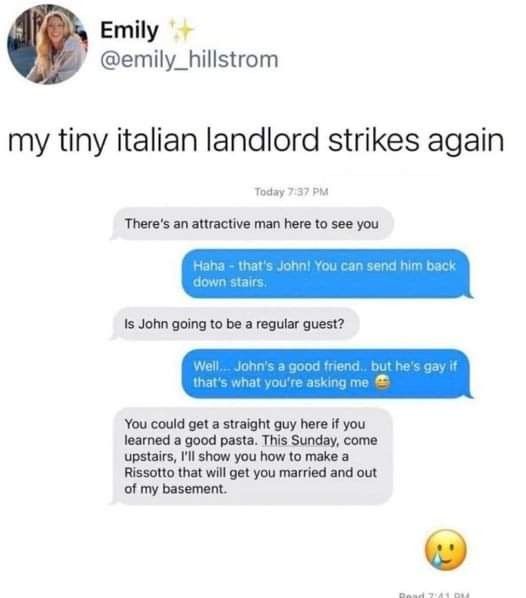 Emily ✨
@emily_hillstrom
my tiny italian landlord strikes again
Today 7:37 PM
There's an attractive man here to see you
Haha - that's John! You can send him back
down stairs.
Is John going to be a regular guest?
Well... John's a good friend.. but he's gay if
that's what you're asking me 😅
You could get a straight guy here if you
learned a good pasta. This Sunday, come
upstairs, I'll show you how to make a
Rissotto that will get you married and out
of my basement.
🥲
Read 7:41 PM